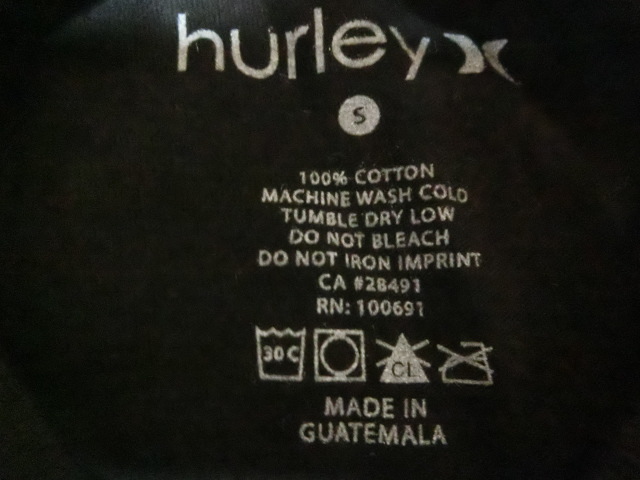 hurley
S
100% COTTON
MACHINE WASH COLD
TUMBLE DRY LOW
DO NOT BLEACH
DO NOT IRON IMPRINT
CA #28491
RN: 100691
30C CL
MADE IN
GUATEMALA